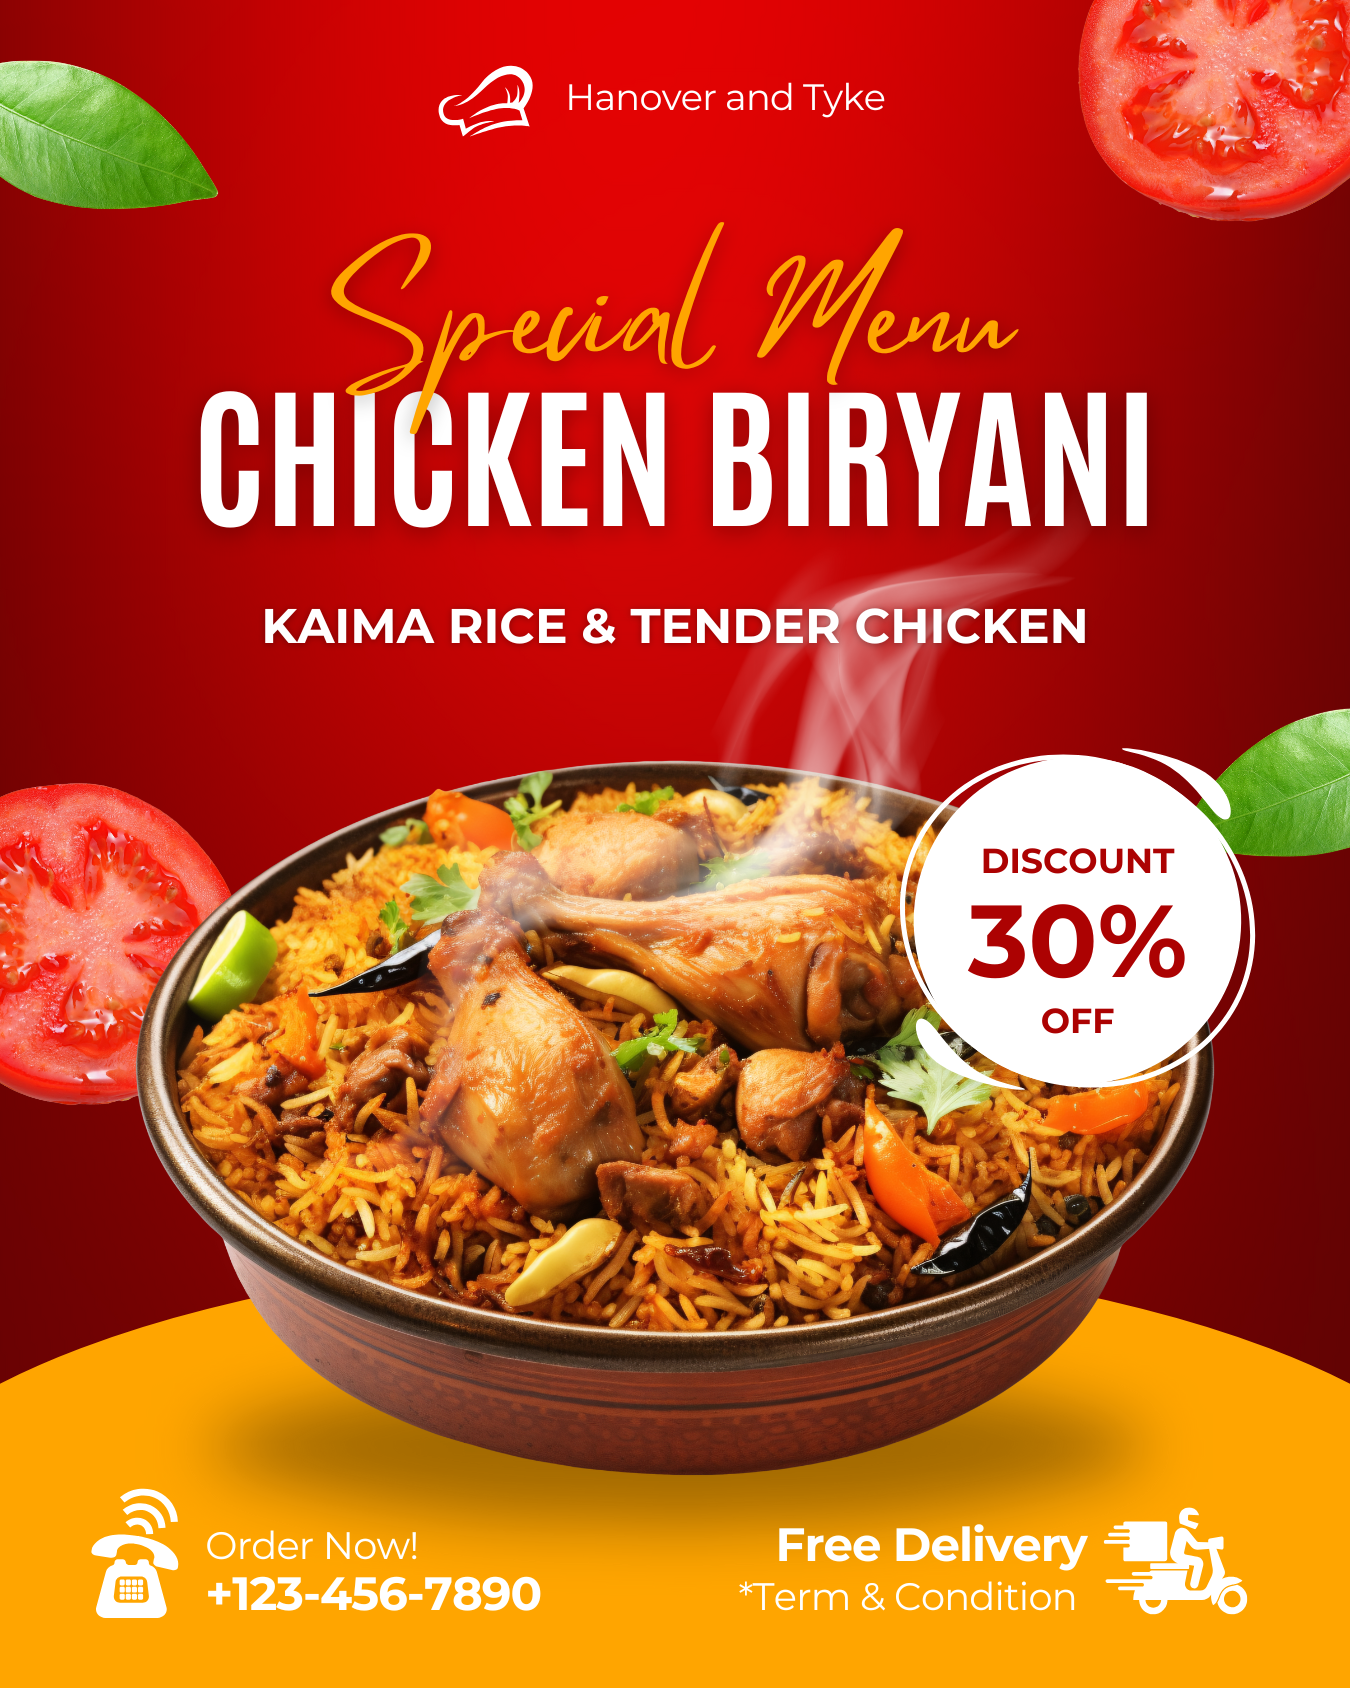 Hanover and Tyke
Special Menu
CHICKEN BIRYANI
KAIMA RICE & TENDER CHICKEN
DISCOUNT
30%
OFF
Order Now!
+123-456-7890
Free Delivery
*Term & Condition